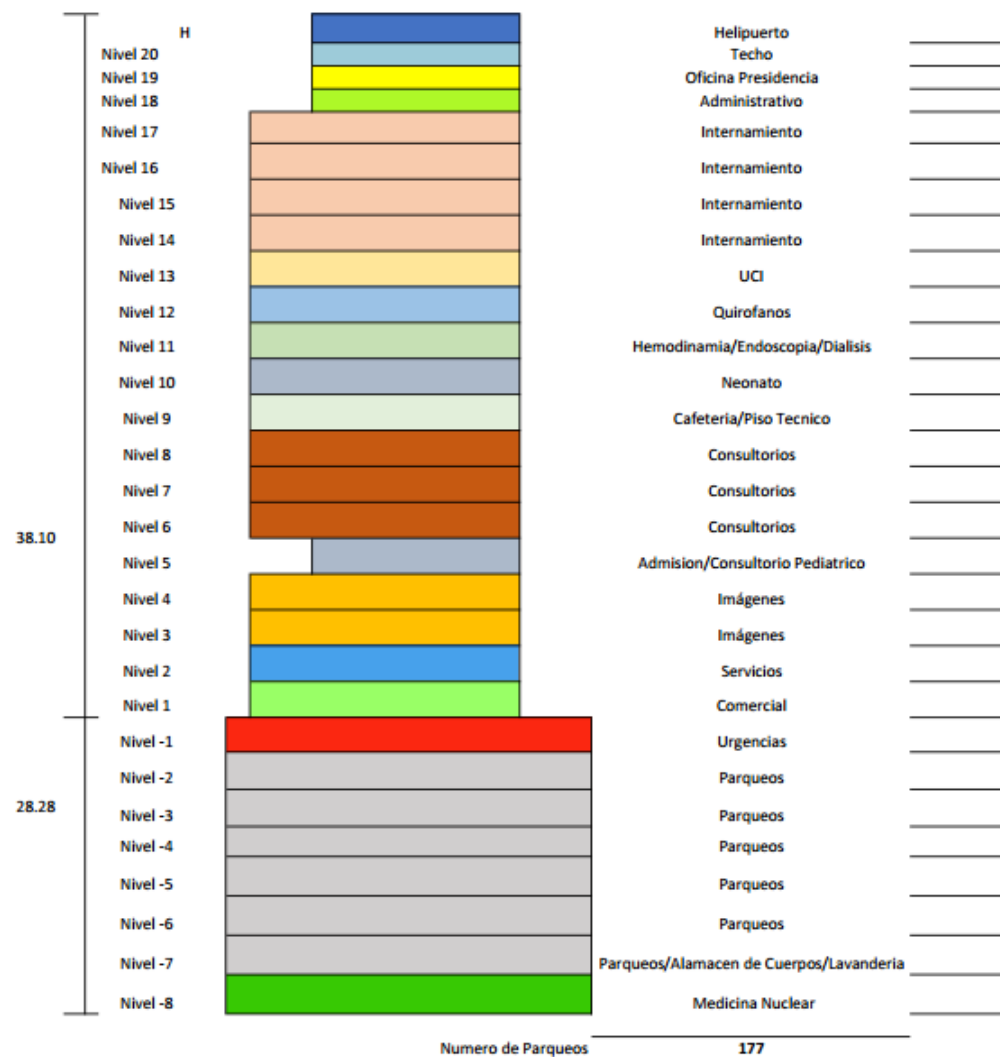 H Helipuerto
Nivel 20 Techo
Nivel 19 Oficina Presidencia
Nivel 18 Administrativo
Nivel 17 Internamiento
Nivel 16 Internamiento
Nivel 15 Internamiento
Nivel 14 Internamiento
Nivel 13 UCI
Nivel 12 Quirofanos
Nivel 11 Hemodinamia/Endoscopia/Dialisis
Nivel 10 Neonato
Nivel 9 Cafeteria/Piso Tecnico
Nivel 8 Consultorios
Nivel 7 Consultorios
Nivel 6 Consultorios
38.10
Nivel 5 Admision/Consultorio Pediatrico
Nivel 4 Imágenes
Nivel 3 Imágenes
Nivel 2 Servicios
Nivel 1 Comercial
Nivel -1 Urgencias
Nivel -2 Parqueos
28.28
Nivel -3 Parqueos
Nivel -4 Parqueos
Nivel -5 Parqueos
Nivel -6 Parqueos
Nivel -7 Parqueos/Alamacen de Cuerpos/Lavanderia
Nivel -8 Medicina Nuclear
Numero de Parqueos 177